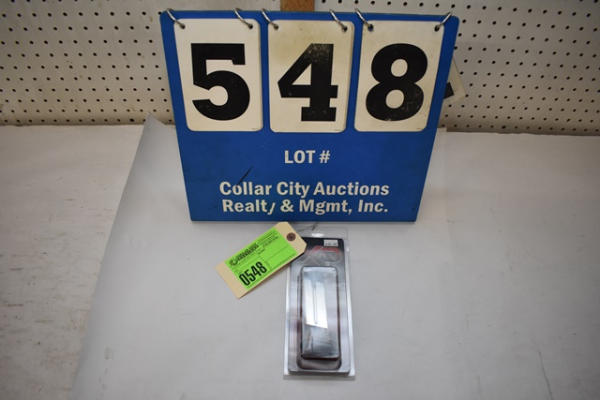 548
LOT #
Collar City Auctions
Realty & Mgmt, Inc.
0548